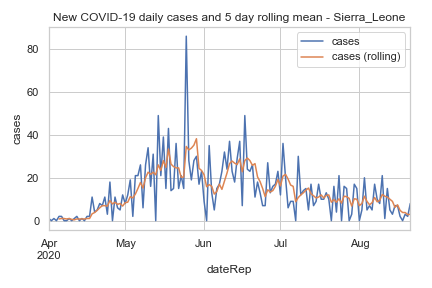 New COVID-19 daily cases and 5 day rolling mean - Sierra_Leone
cases
cases (rolling)
cases
80
60
40
20
0
Apr
2020
May
Jun
Jul
Aug
dateRep